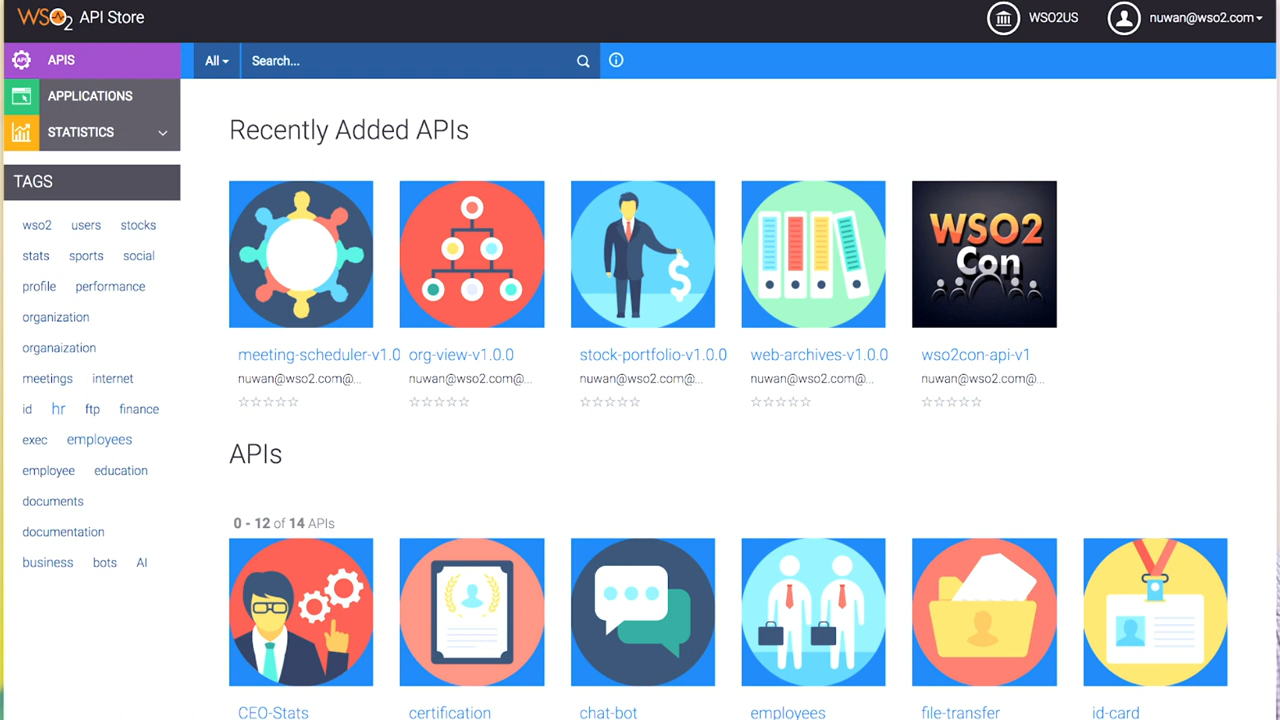 WSO2 API Store
WSO2US
nuwan@wso2.com
APIS
All
Search...
APPLICATIONS
STATISTICS
TAGS
wso2 users stocks
stats sports social
profile performance
organization
organaization
meetings internet
id hr ftp finance
exec employees
employee education
documents
documentation
business bots AI
Recently Added APIs
WSO2
Con
meeting-scheduler-v1.0 org-view-v1.0.0 stock-portfolio-v1.0.0 web-archives-v1.0.0 wso2con-api-v1
nuwan@wso2.com@... nuwan@wso2.com@... nuwan@wso2.com@... nuwan@wso2.com@... nuwan@wso2.com@...
APIs
0 - 12 of 14 APIs
CEO-Stats certification chat-bot employees file-transfer id-card